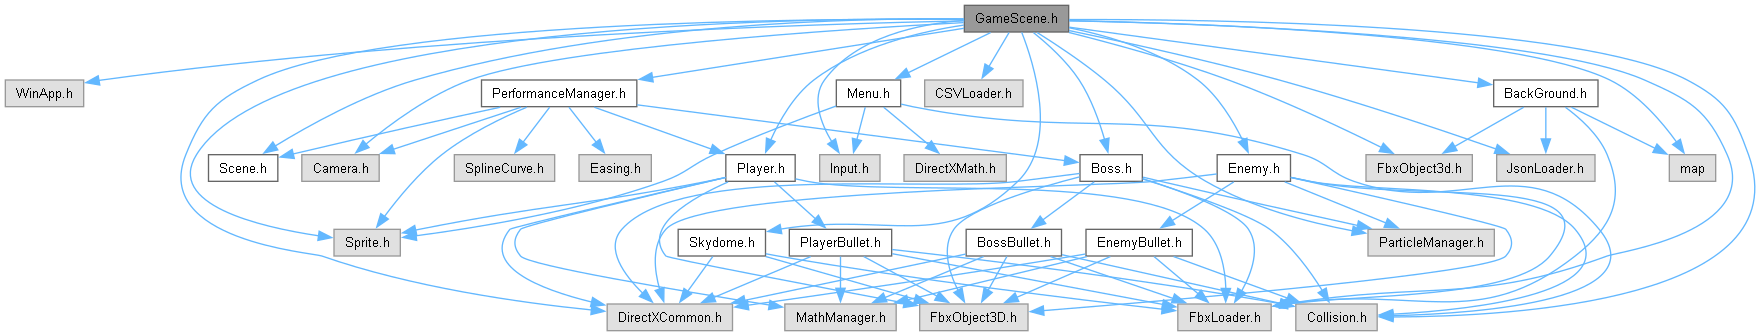 GameScene.h
WinApp.h
PerformanceManager.h
Menu.h
CSVLoader.h
BackGround.h
Scene.h
Camera.h
SplineCurve.h
Easing.h
Player.h
Input.h
DirectXMath.h
Boss.h
Enemy.h
FbxObject3d.h
JsonLoader.h
map
Sprite.h
Skydome.h
PlayerBullet.h
BossBullet.h
EnemyBullet.h
ParticleManager.h
DirectXCommon.h
MathManager.h
FbxObject3D.h
FbxLoader.h
Collision.h